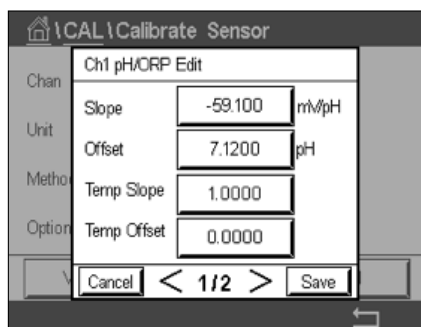 \CAL\Calibrate Sensor
Ch1 pH/ORP Edit
Chan
Slope -59.100 mV/pH
Unit
Offset 7.1200 pH
Metho
Temp Slope 1.0000
Option
Temp Offset 0.0000
Cancel < 1/2 > Save